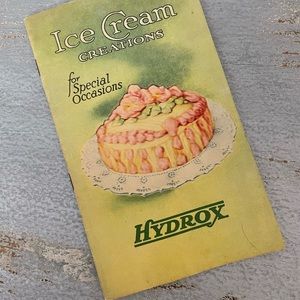 Ice Cream
CREATIONS
for
Special
Occasions
HYDROX